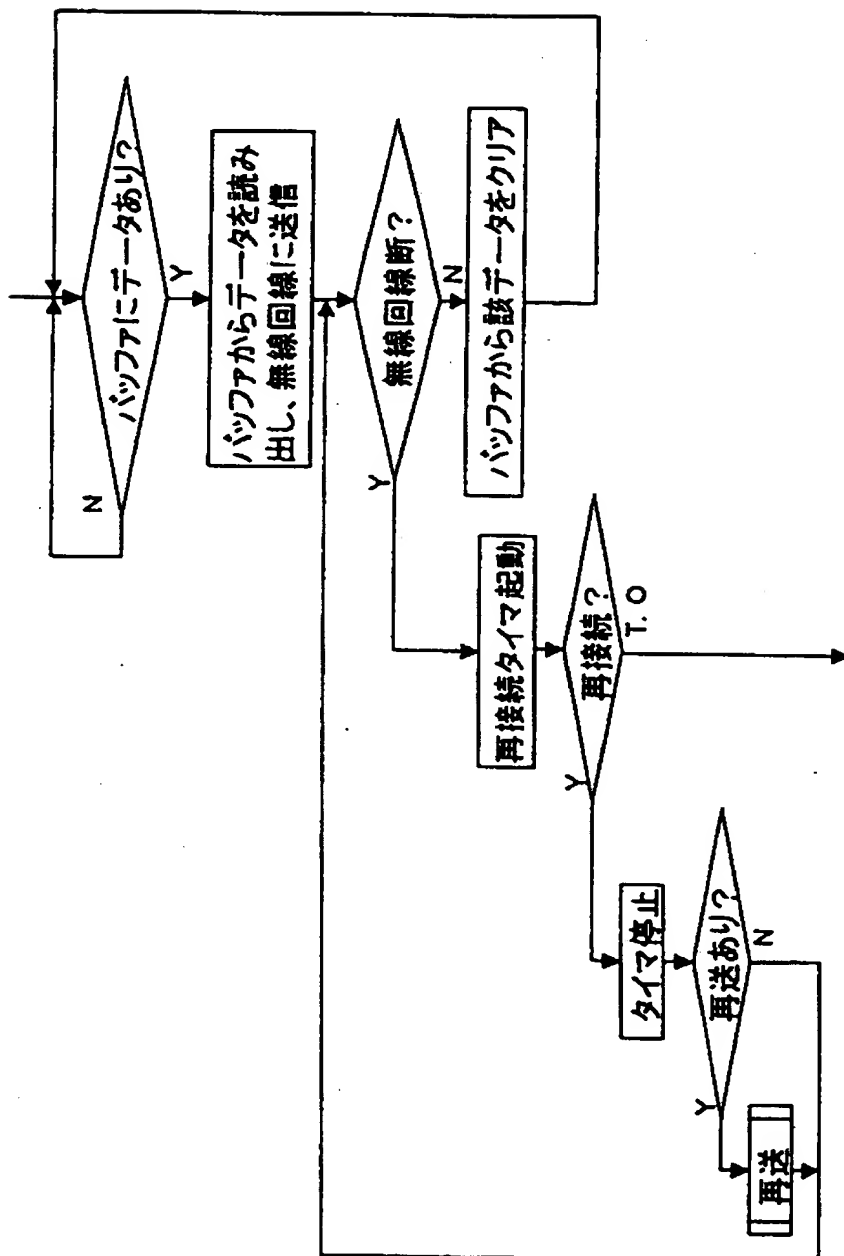 バッファにデータあり?
N
Y
バッファからデータを読み
出し、無線回線に送信
無線回線断?
Y
N
バッファから該データをクリア
再接続タイマ起動
再接続?
Y
T. O
タイマ停止
再送あり?
Y
N
再送